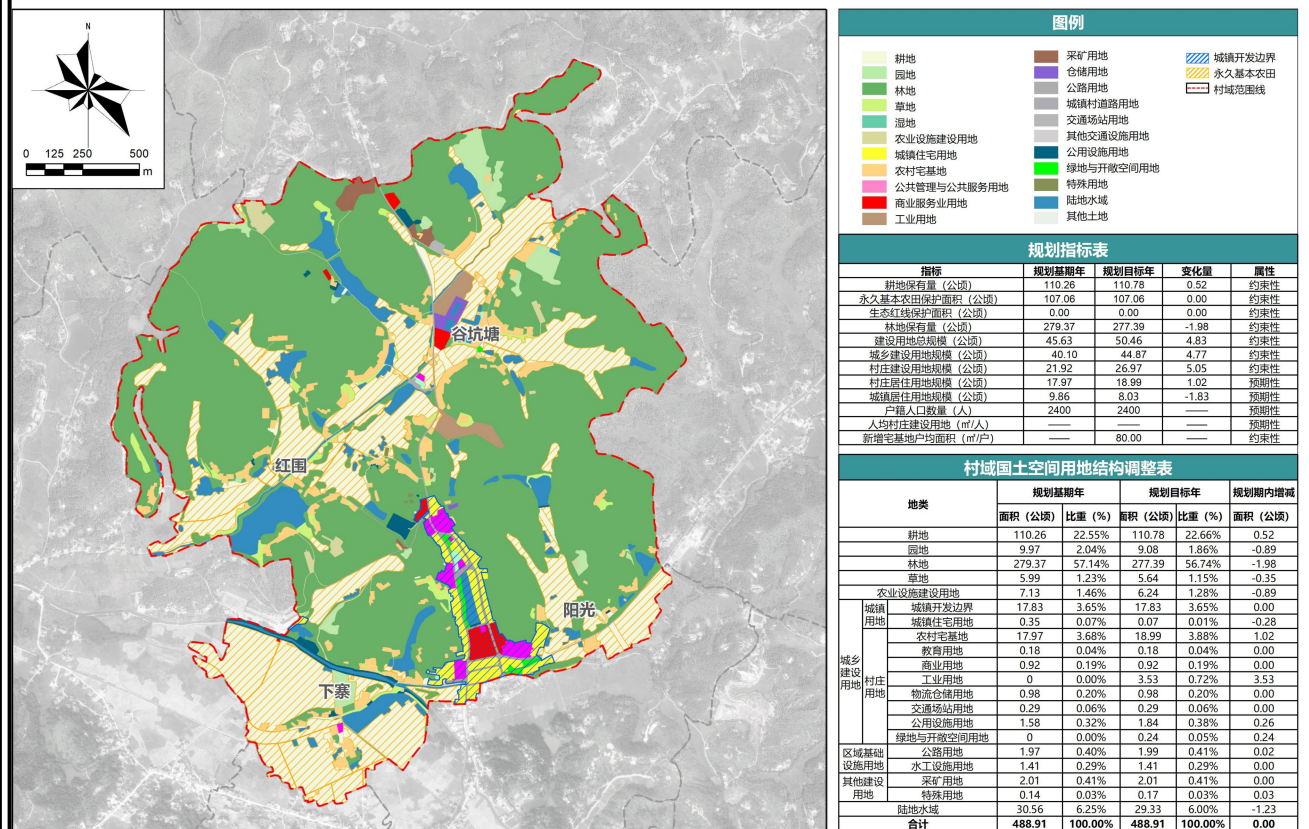 N
0 125 250 500
m
谷坑塘
红围
阳光
下寨
图例
耕地
园地
林地
草地
湿地
农业设施建设用地
城镇住宅用地
农村宅基地
公共管理与公共服务用地
商业服务业用地
工业用地
采矿用地
仓储用地
公路用地
城镇村道路用地
交通场站用地
其他交通设施用地
公用设施用地
绿地与开敞空间用地
特殊用地
陆地水域
其他土地
城镇开发边界
永久基本农田
村域范围线
规划指标表
指标 规划基期年 规划目标年 变化量 属性
耕地保有量（公顷） 110.26 110.78 0.52 约束性
永久基本农田保护面积（公顷） 107.06 107.06 0.00 约束性
生态红线保护面积（公顷） 0.00 0.00 0.00 约束性
林地保有量（公顷） 279.37 277.39 -1.98 约束性
建设用地总规模（公顷） 45.63 50.46 4.83 约束性
城乡建设用地规模（公顷） 40.10 44.87 4.77 约束性
村庄建设用地规模（公顷） 21.92 26.97 5.05 约束性
村庄居住用地规模（公顷） 17.97 18.99 1.02 预期性
城镇居住用地规模（公顷） 9.86 8.03 -1.83 预期性
户籍人口数量（人） 2400 2400 —— 预期性
人均村庄建设用地（㎡/人） —— —— —— 预期性
新增宅基地户均面积（㎡/户） —— 80.00 —— 约束性
村域国土空间用地结构调整表
地类 规划基期年 规划目标年 规划期内增减
面积（公顷） 比重（%） 面积（公顷） 比重（%） 面积（公顷）
耕地 110.26 22.55% 110.78 22.66% 0.52
园地 9.97 2.04% 9.08 1.86% -0.89
林地 279.37 57.14% 277.39 56.74% -1.98
草地 5.99 1.23% 5.64 1.15% -0.35
农业设施建设用地 7.13 1.46% 6.24 1.28% -0.89
城乡建设用地 城镇用地 城镇开发边界 17.83 3.65% 17.83 3.65% 0.00
城镇住宅用地 0.35 0.07% 0.07 0.01% -0.28
村庄用地 农村宅基地 17.97 3.68% 18.99 3.88% 1.02
教育用地 0.18 0.04% 0.18 0.04% 0.00
商业用地 0.92 0.19% 0.92 0.19% 0.00
工业用地 0 0.00% 3.53 0.72% 3.53
物流仓储用地 0.98 0.20% 0.98 0.20% 0.00
交通场站用地 0.29 0.06% 0.29 0.06% 0.00
公用设施用地 1.58 0.32% 1.84 0.38% 0.26
绿地与开敞空间用地 0 0.00% 0.24 0.05% 0.24
区域基础设施用地 公路用地 1.97 0.40% 1.99 0.41% 0.02
水工设施用地 1.41 0.29% 1.41 0.29% 0.00
其他建设用地 采矿用地 2.01 0.41% 2.01 0.41% 0.00
特殊用地 0.14 0.03% 0.17 0.03% 0.03
陆地水域 30.56 6.25% 29.33 6.00% -1.23
合计 488.91 100.00% 488.91 100.00% 0.00